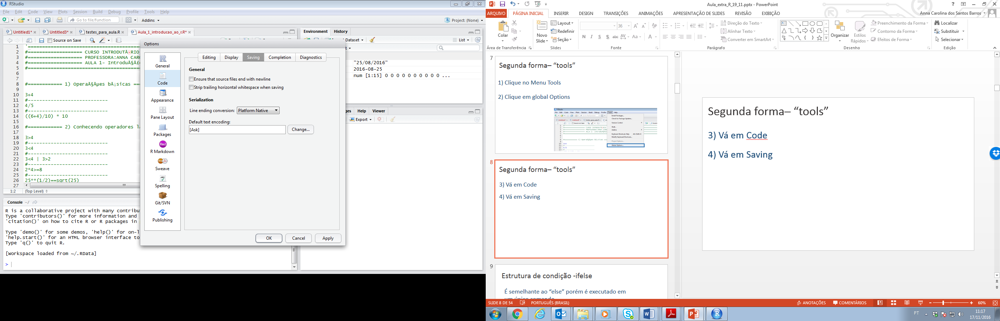 RStudio
File Edit Code View Plots Session Build Debug Profile Tools Help
Go to file/function
Addins
Project: (None)
Untitled1*
Untitled3*
testes_para_aula.R
Aula_1_introducao_ao_r.R*
Source on Save
1 '=
2 #=================== CURSO INTRODUTÃ·RIO
3 #=================== PROFESSORA:ANNA CARO
4 #=================== AULA 1- IntroduÃ§Ã£
5 #
6
7
8 #============ 1) OperaÃ§Ãµes bÃ¡sicas ==
9
10 3+4
11 #----------------------------
12 4/5
13 #----------------------------
14 ((6+4)/10) * 10
15
16 #============ 2) Conhecendo operadores l
17
18 3>4
19 #----------------------------
20 3<4
21 #----------------------------
22 3<4 | 3>2
23 #----------------------------
24 2*4>=8
25 #----------------------------
26 25**(1/2)==sqrt(25)
27
1:2 (Top Level)
Console ~/
R is a collaborative project with many contribut
Type 'contributors()' for more information and
'citation()' on how to cite R or R packages in
Type 'demo()' for some demos, 'help()' for on-l
'help.start()' for an HTML browser interface to
Type 'q()' to quit R.
[Workspace loaded from ~/.RData]
>
Options
General
Code
Appearance
Pane Layout
Packages
R Markdown
Sweave
Spelling
Git/SVN
Publishing
Editing Display Saving Completion Diagnostics
General
Ensure that source files end with newline
Strip trailing horizontal whitespace when saving
Serialization
Line ending conversion: Platform Native
Default text encoding:
[Ask] Change...
OK Cancel Apply
Environment History
Dataset
List
"25/08/2016"
2016-08-25
num [1:15] 0 0 0 0 0 0 0 0 0 0 ...
ges Help Viewer
Export
Aula_extra_R_19_11.pptx - PowerPoint
ARQUIVO PÁGINA INICIAL INSERIR DESIGN TRANSIÇÕES ANIMAÇÕES APRESENTAÇÃO DE SLIDES REVISÃO EXIBIÇÃO
Anna Carolina dos Santos Barros
Colar
Área de Transferência
Novo
Slide
Layout
Redefinir
Seção
Slides
36
N I S S abc AV Aa A
Fonte
Direção do Texto
Alinhar Texto
Converter em SmartArt
Parágrafo
Organizar
Estilos
Rápidos
Preenchimento da Forma
Contorno da Forma
Efeitos de Forma
Desenho
Localizar
Substituir
Selecionar
Edição
7
Segunda forma– “tools”
1) Clique no Menu Tools
2) Clique em global Options
8
Segunda forma– “tools”
3) Vá em Code
4) Vá em Saving
9
Estrutura de condição -ifelse
É semelhante ao “else” porém é executado em
um único comando
Segunda forma– “tools”
3) Vá em Code
4) Vá em Saving
SLIDE 8 DE 54 PORTUGUÊS (BRASIL)
ANOTAÇÕES COMENTÁRIOS 60%
PT
11:17
17/11/2016